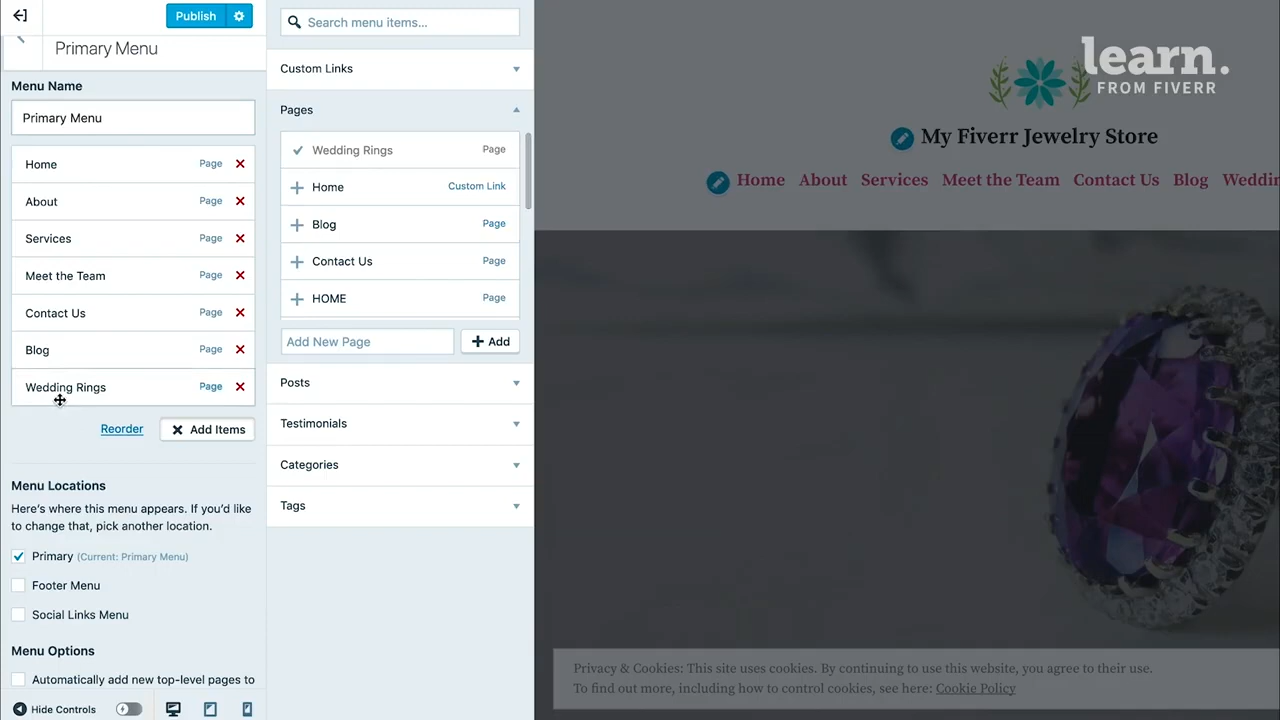 Publish
Primary Menu
Menu Name
Primary Menu
Home Page
About Page
Services Page
Meet the Team Page
Contact Us Page
Blog Page
Wedding Rings Page
Reorder
Add Items
Menu Locations
Here's where this menu appears. If you'd like
to change that, pick another location.
Primary (Current: Primary Menu)
Footer Menu
Social Links Menu
Menu Options
Automatically add new top-level pages to
Hide Controls
Search menu items...
Custom Links
Pages
Wedding Rings Page
Home Custom Link
Blog Page
Contact Us Page
HOME Page
Add New Page
Add
Posts
Testimonials
Categories
Tags
learn.
FROM FIVERR
My Fiverr Jewelry Store
Home About Services Meet the Team Contact Us Blog
Privacy & Cookies: This site uses cookies. By continuing to use this website, you agree to their use.
To find out more, including how to control cookies, see here: Cookie Policy